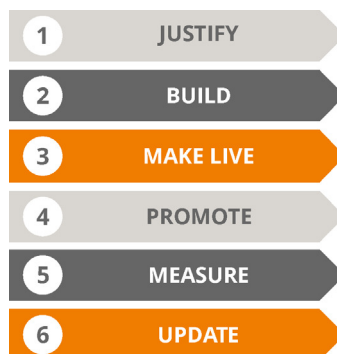 1 JUSTIFY
2 BUILD
3 MAKE LIVE
4 PROMOTE
5 MEASURE
6 UPDATE